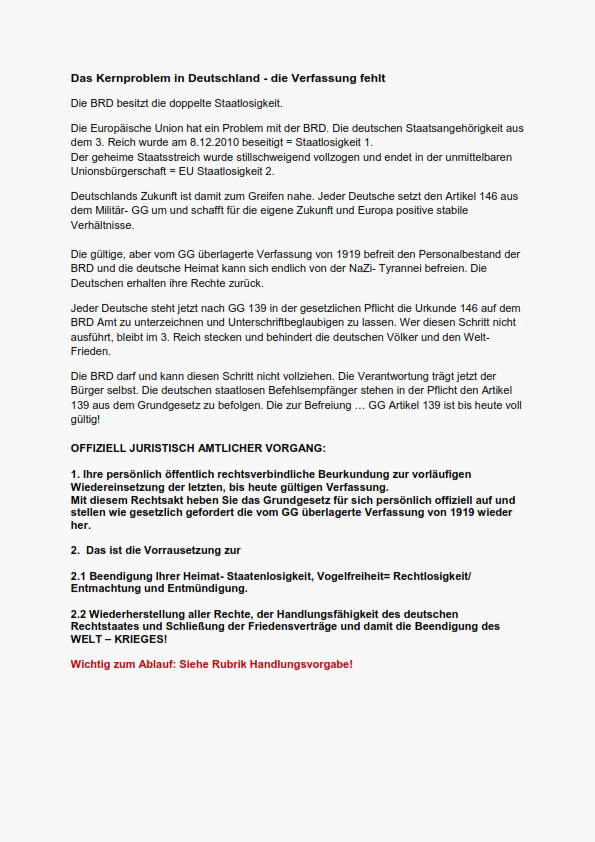 Das Kernproblem in Deutschland - die Verfassung fehlt
Die BRD besitzt die doppelte Staatlosigkeit.
Die Europäische Union hat ein Problem mit der BRD. Die deutschen Staatsangehörigkeit aus
dem 3. Reich wurde am 8.12.2010 beseitigt = Staatlosigkeit 1.
Der geheime Staatsstreich wurde stillschweigend vollzogen und endet in der unmittelbaren
Unionsbürgerschaft = EU Staatlosigkeit 2.
Deutschlands Zukunft ist damit zum Greifen nahe. Jeder Deutsche setzt den Artikel 146 aus
dem Militär- GG um und schafft für die eigene Zukunft und Europa positive stabile
Verhältnisse.
Die gültige, aber vom GG überlagerte Verfassung von 1919 befreit den Personalbestand der
BRD und die deutsche Heimat kann sich endlich von der NaZi- Tyrannei befreien. Die
Deutschen erhalten ihre Rechte zurück.
Jeder Deutsche steht jetzt nach GG 139 in der gesetzlichen Pflicht die Urkunde 146 auf dem
BRD Amt zu unterzeichnen und Unterschriftbeglaubigen zu lassen. Wer diesen Schritt nicht
ausführt, bleibt im 3. Reich stecken und behindert die deutschen Völker und den Welt-
Frieden.
Die BRD darf und kann diesen Schritt nicht vollziehen. Die Verantwortung trägt jetzt der
Bürger selbst. Die deutschen staatlosen Befehlsempfänger stehen in der Pflicht den Artikel
139 aus dem Grundgesetz zu befolgen. Die zur Befreiung … GG Artikel 139 ist bis heute voll
gültig!
OFFIZIELL JURISTISCH AMTLICHER VORGANG:
1. Ihre persönlich öffentlich rechtsverbindliche Beurkundung zur vorläufigen
Wiedereinsetzung der letzten, bis heute gültigen Verfassung.
Mit diesem Rechtsakt heben Sie das Grundgesetz für sich persönlich offiziell auf und
stellen wie gesetzlich gefordert die vom GG überlagerte Verfassung von 1919 wieder
her.
2. Das ist die Vorrausetzung zur
2.1 Beendigung Ihrer Heimat- Staatenlosigkeit, Vogelfreiheit= Rechtlosigkeit/
Entmachtung und Entmündigung.
2.2 Wiederherstellung aller Rechte, der Handlungsfähigkeit des deutschen
Rechtstaates und Schließung der Friedensverträge und damit die Beendigung des
WELT – KRIEGES!
Wichtig zum Ablauf: Siehe Rubrik Handlungsvorgabe!